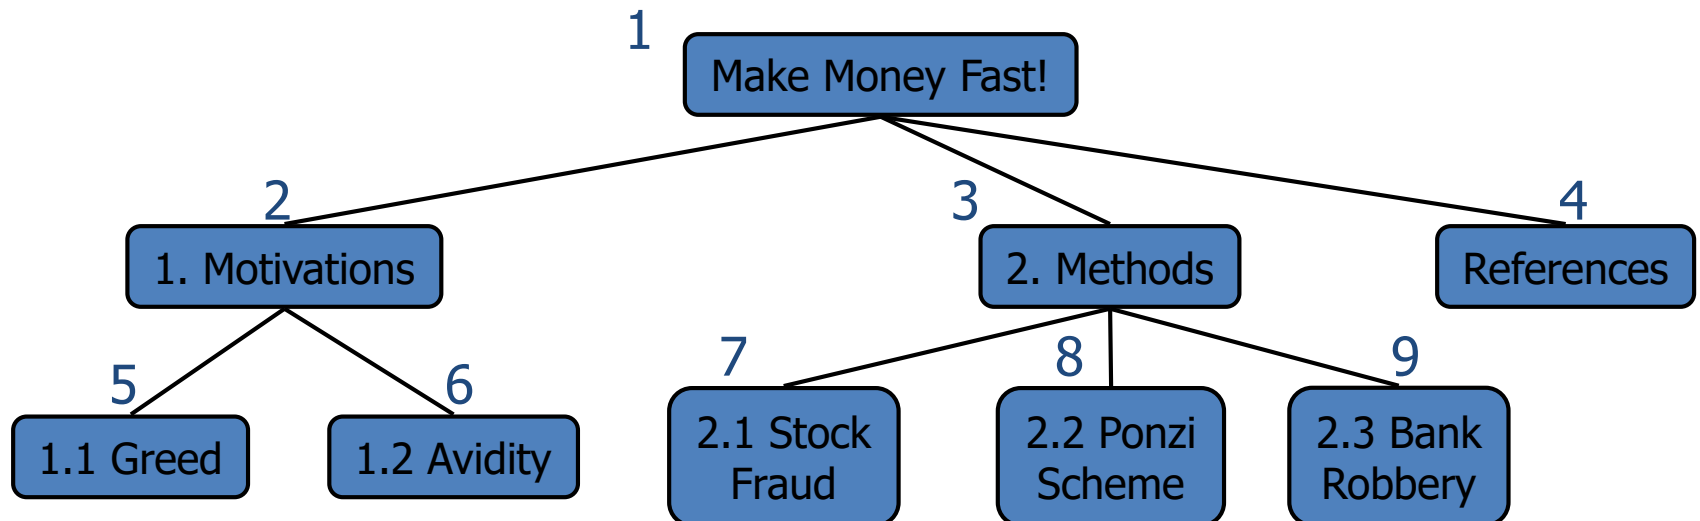 1
Make Money Fast!
2
3
4
1. Motivations
2. Methods
References
5
6
7
8
9
1.1 Greed
1.2 Avidity
2.1 Stock
Fraud
2.2 Ponzi
Scheme
2.3 Bank
Robbery